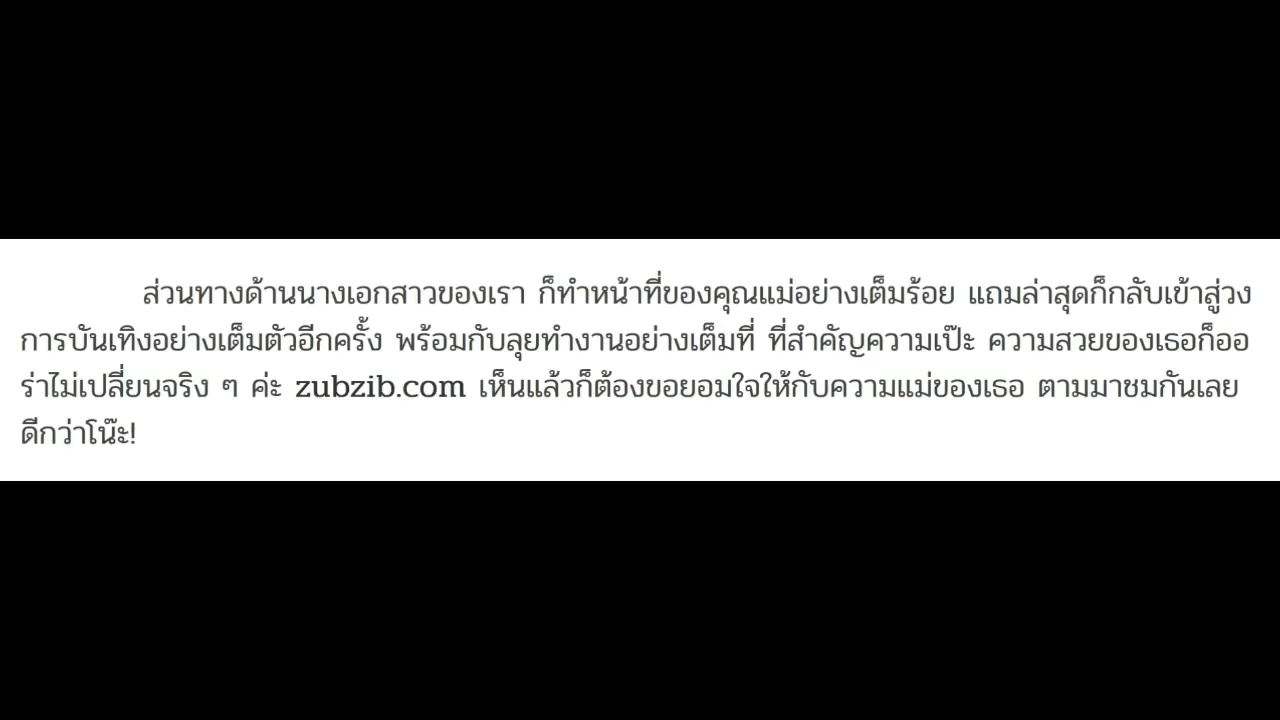 ส่วนทางด้านนางเอกสาวของเรา ก็ทำหน้าที่ของคุณแม่อย่างเต็มร้อย แถมล่าสุดก็กลับเข้าสู่วง
การบันเทิงอย่างเต็มตัวอีกครั้ง พร้อมกับลุยทำงานอย่างเต็มที่ ที่สำคัญความเป๊ะ ความสวยของเธอก็ออ
ร่าไม่เปลี่ยนจริง ๆ ค่ะ zubzib.com เห็นแล้วก็ต้องขอยอมใจให้กับความแม่ของเธอ ตามมาชมกันเลย
ดีกว่าโน๊ะ!